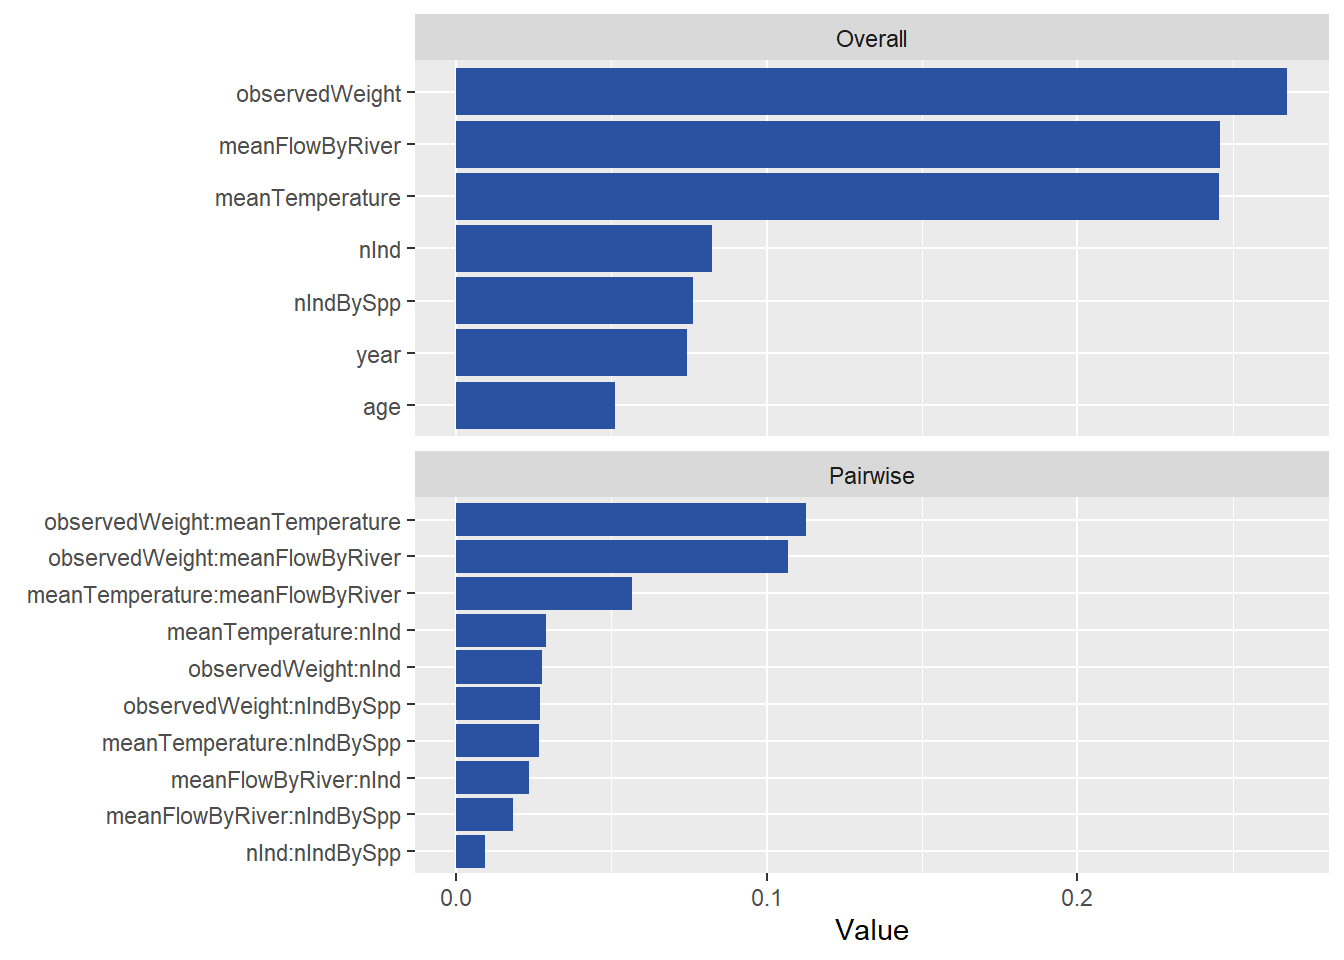 Overall
observedWeight
meanFlowByRiver
meanTemperature
nInd
nIndBySpp
year
age
Pairwise
observedWeight:meanTemperature
observedWeight:meanFlowByRiver
meanTemperature:meanFlowByRiver
meanTemperature:nInd
observedWeight:nInd
observedWeight:nIndBySpp
meanTemperature:nIndBySpp
meanFlowByRiver:nInd
meanFlowByRiver:nIndBySpp
nInd:nIndBySpp
0.0 0.1 0.2
Value